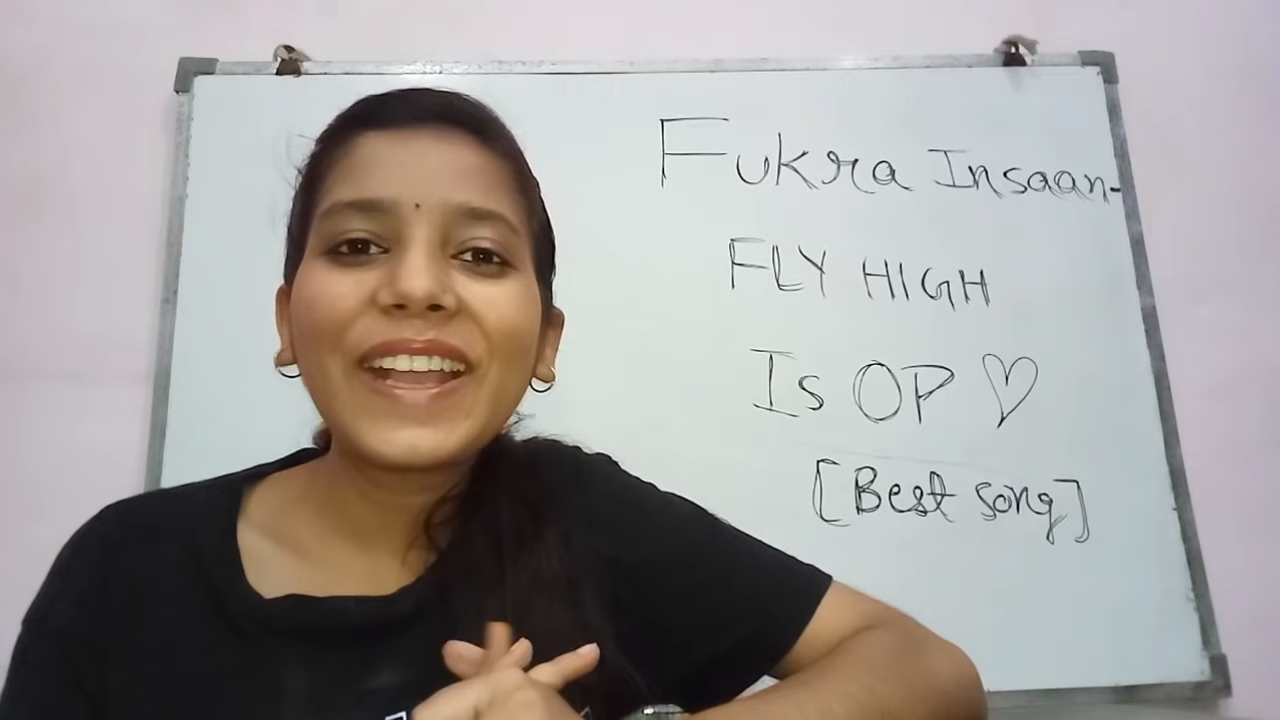 Fukra Insaan-
FLY HIGH
Is OP ♡
[Best song]